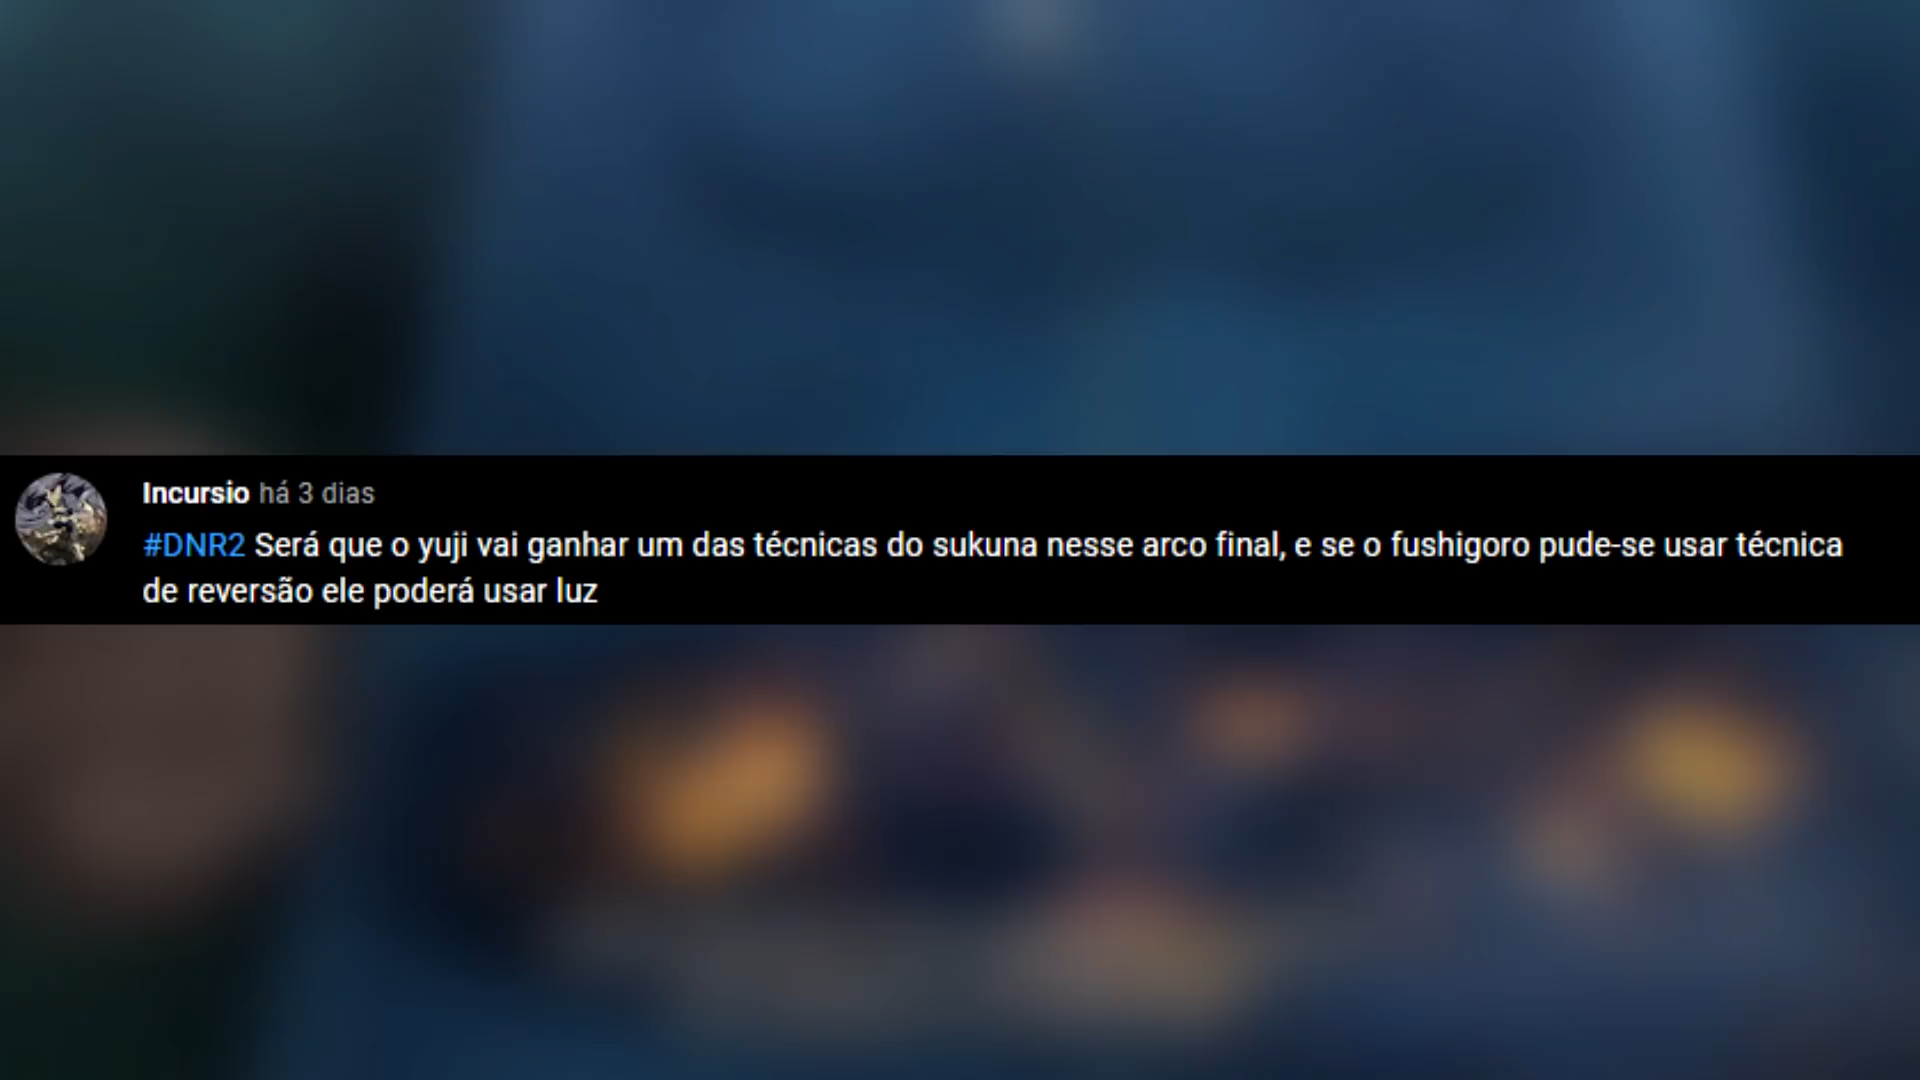 Incursio há 3 dias
#DNR2 Será que o yuji vai ganhar um das técnicas do sukuna nesse arco final, e se o fushigoro pude-se usar técnica
de reversão ele poderá usar luz